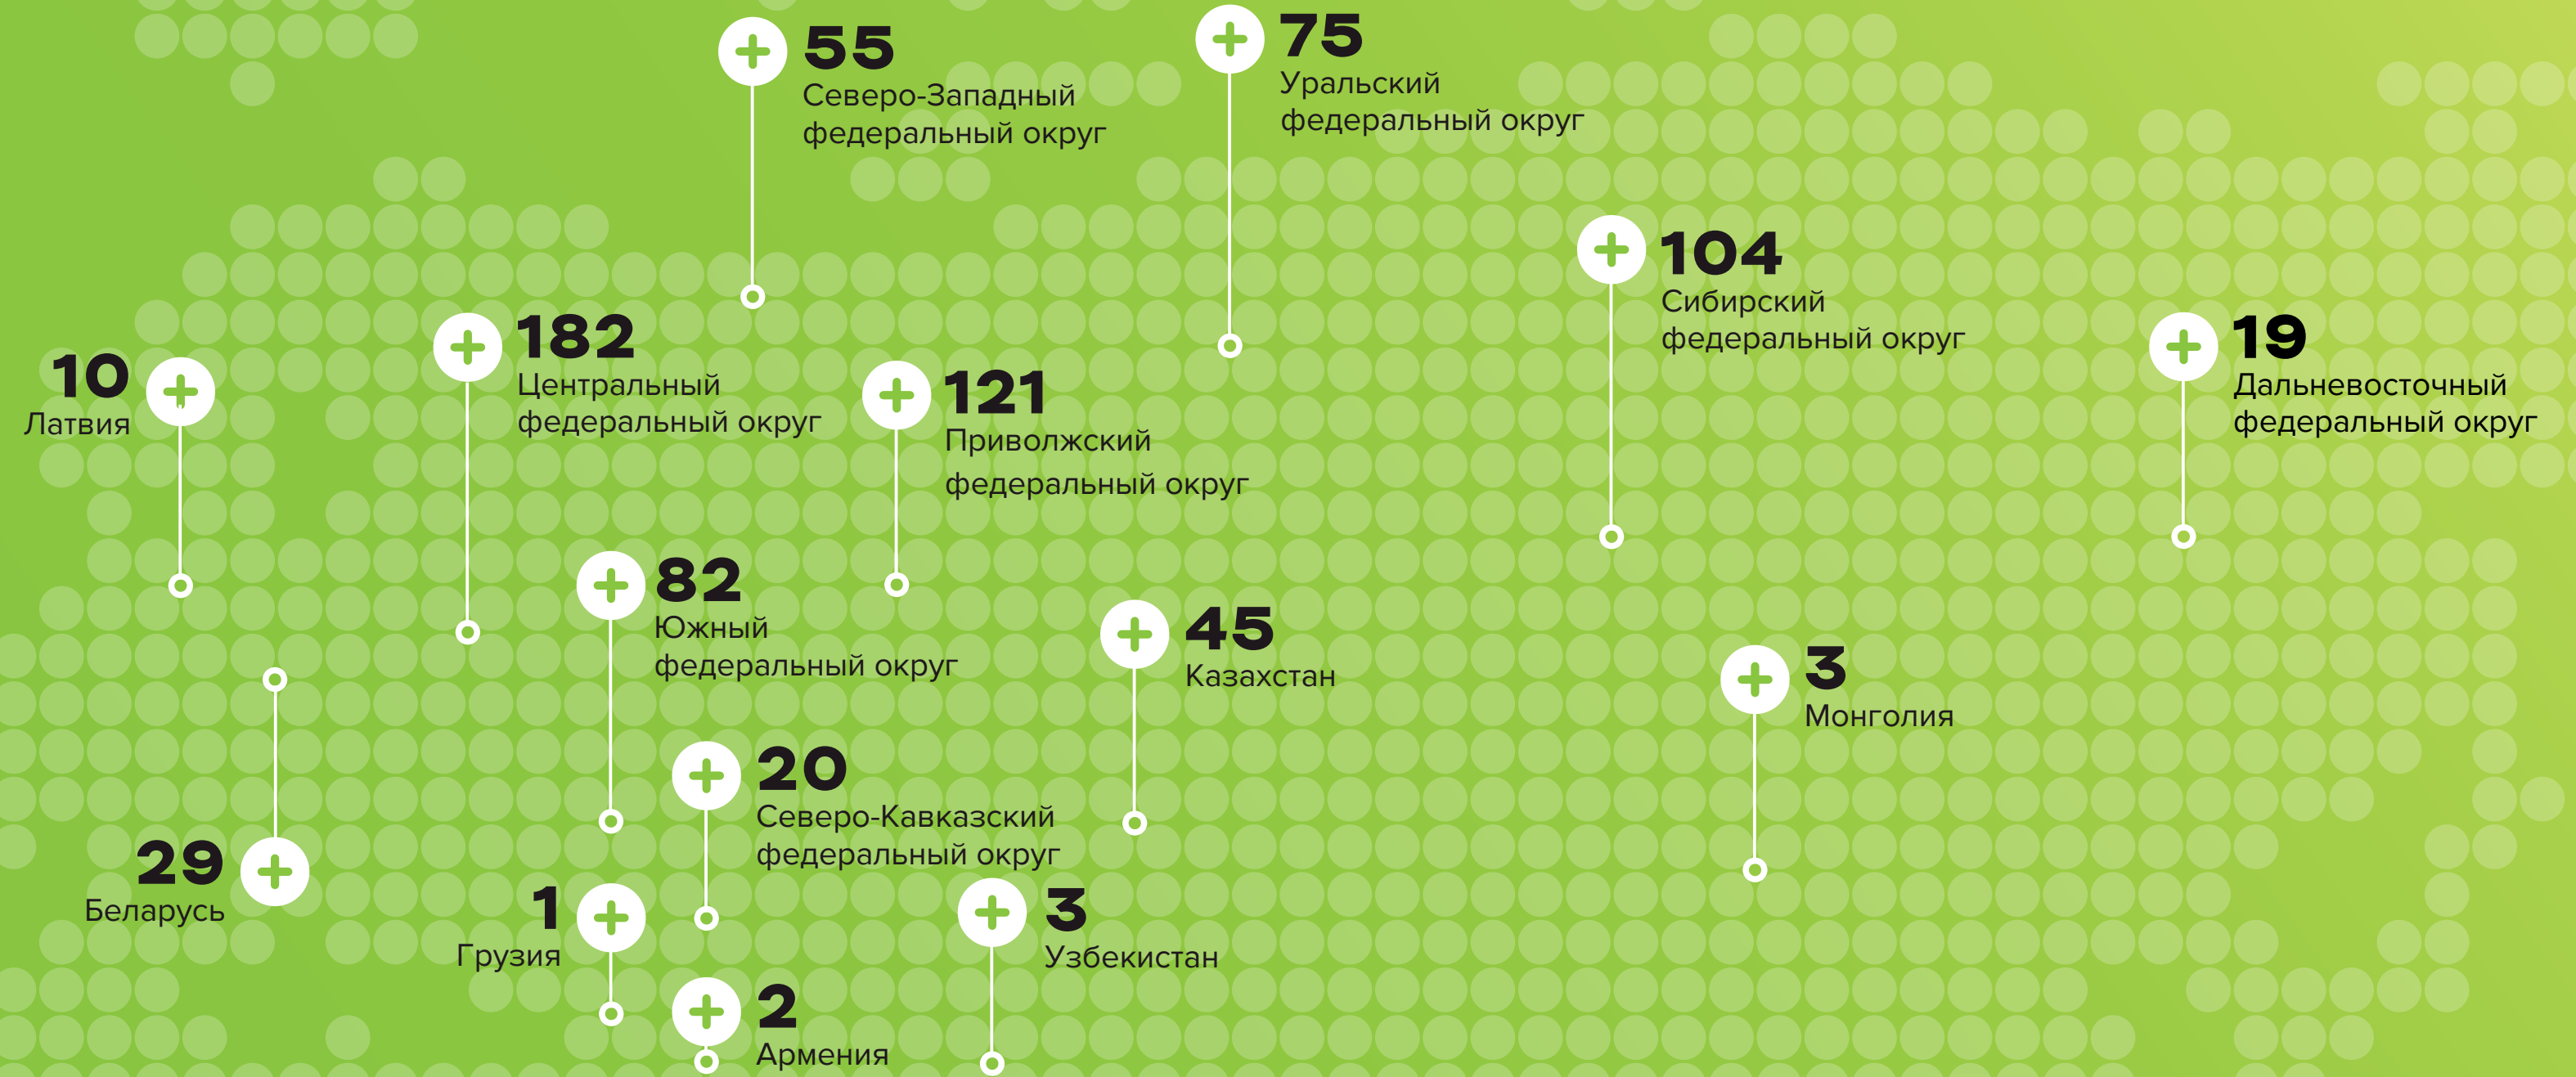 55
Северо-Западный
федеральный округ
75
Уральский
федеральный округ
104
Сибирский
федеральный округ
10
Латвия
182
Центральный
федеральный округ
121
Приволжский
федеральный округ
19
Дальневосточный
федеральный округ
82
Южный
федеральный округ
45
Казахстан
3
Монголия
20
Северо-Кавказский
федеральный округ
29
Беларусь
1
Грузия
3
Узбекистан
2
Армения